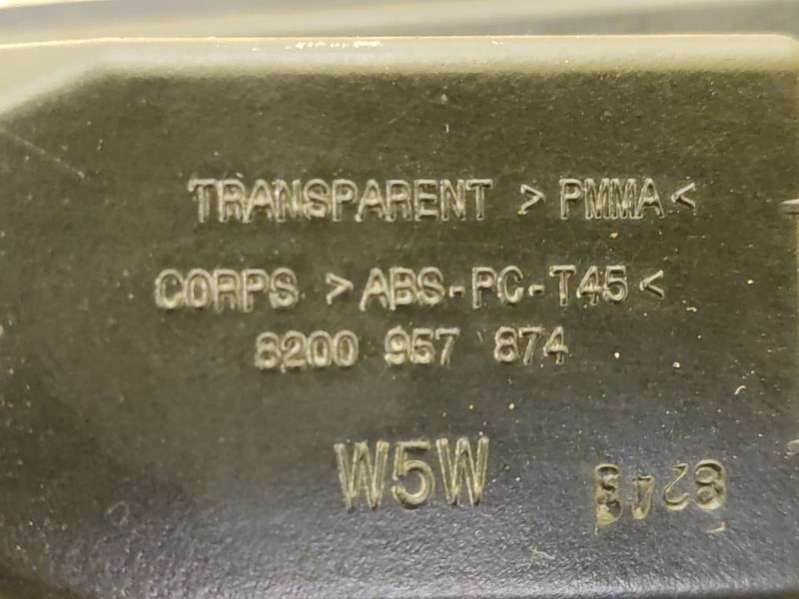 TRANSPARENT >PMMA<
CORPS >ABS-PC-T45<
8200 957 874
W5W